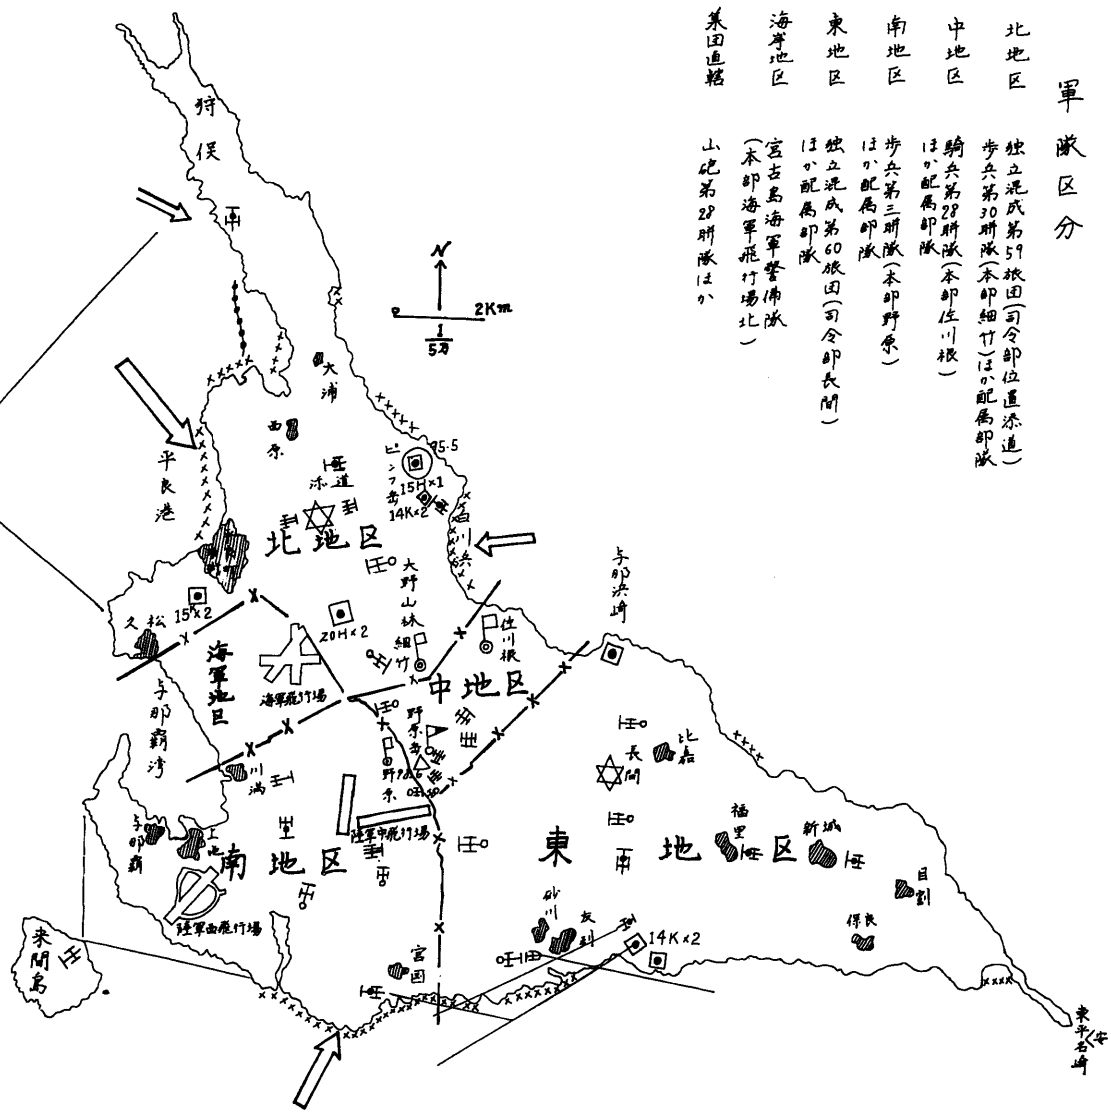 軍隊区分
北地区　独立混成第59旅団(司令部位置添道)
歩兵第30聨隊(本部細竹)ほか配属部隊
中地区　騎兵第28聨隊(本部佐川根)
ほか配属部隊
南地区　歩兵第三聨隊(本部野原)
ほか配属部隊
東地区　独立混成第60旅団(司令部長間)
ほか配属部隊
海岸地区　宮古島海軍警備隊
(本部海軍飛行場北)
集団直轄　山砲第28聨隊ほか
狩俣
N
2Km
1
5万
大浦
西原
平良港
添道
ピンフ岳
95.5
15H×1
14K×2
白川浜
北地区
大野山林
与那浜崎
久松
15K×2
20H×2
細竹
佐川根
海軍地区
海軍飛行場
中地区
与那覇湾
野原岳
野原
川満
長間
比嘉
与那覇
上地
南地区
陸軍中飛行場
東地区
福里
新城
目割
陸軍西飛行場
砂川
友利
保良
14K×2
来間島
宮国
東平安名崎